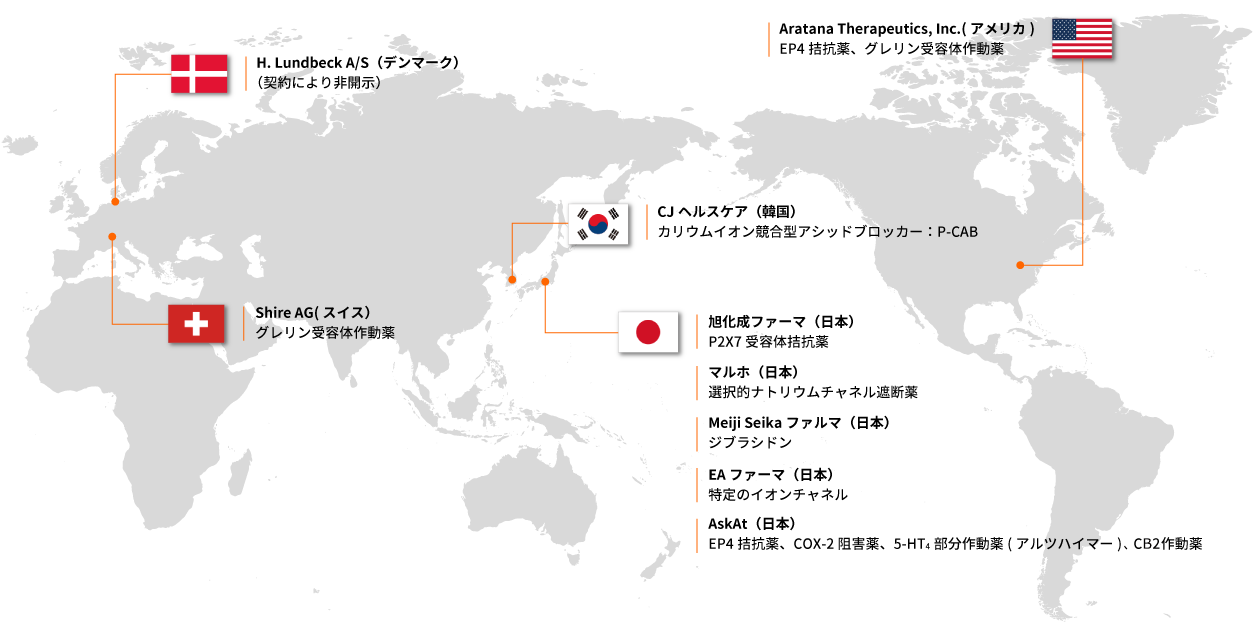 Aratana Therapeutics, Inc.( アメリカ )
EP4 拮抗薬、グレリン受容体作動薬
H. Lundbeck A/S（デンマーク）
（契約により非開示）
CJ ヘルスケア（韓国）
カリウムイオン競合型アシッドブロッカー：P-CAB
Shire AG( スイス）
グレリン受容体作動薬
旭化成ファーマ（日本）
P2X7 受容体拮抗薬
マルホ（日本）
選択的ナトリウムチャネル遮断薬
Meiji Seika ファルマ（日本）
ジプラシドン
EA ファーマ（日本）
特定のイオンチャネル
AskAt（日本）
EP4 拮抗薬、COX-2 阻害薬、5-HT₄ 部分作動薬 ( アルツハイマー )、CB2作動薬